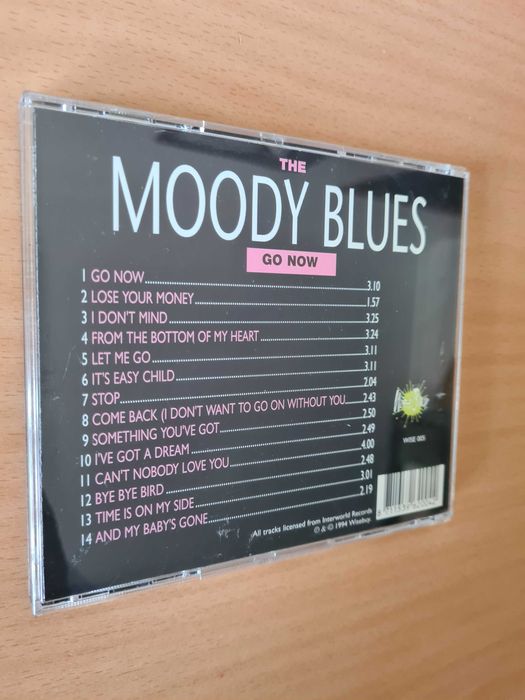 THE
MOODY BLUES
GO NOW
1 GO NOW 3.10
2 LOSE YOUR MONEY 1.57
3 I DON'T MIND 3.25
4 FROM THE BOTTOM OF MY HEART 3.24
5 LET ME GO 3.11
6 IT'S EASY CHILD 3.11
7 STOP 2.04
8 COME BACK (I DON'T WANT TO GO ON WITHOUT YOU 2.43
9 SOMETHING YOU'VE GOT 2.50
10 I'VE GOT A DREAM 2.49
11 CAN'T NOBODY LOVE YOU 4.00
12 BYE BYE BIRD 2.48
13 TIME IS ON MY SIDE 3.01
14 AND MY BABY'S GONE 2.19
WISE 005
All tracks licensed from Interworld Records
℗ & © 1994 Wisebuy